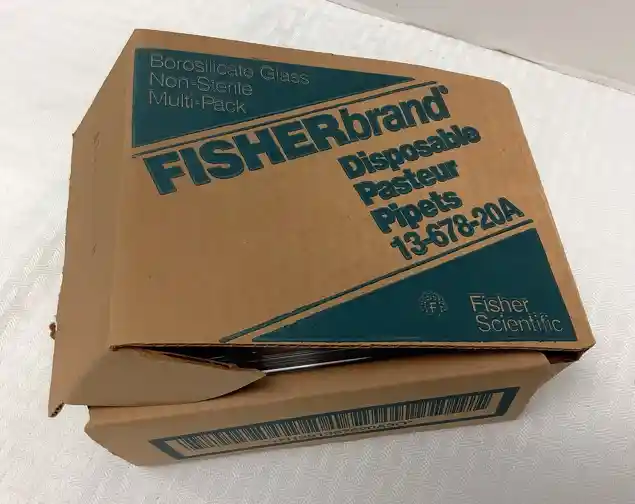 Borosilicate Glass
Non-Sterile
Multi-Pack
FISHERbrand®
Disposable
Pasteur
Pipets
13-678-20A
Fisher
Scientific